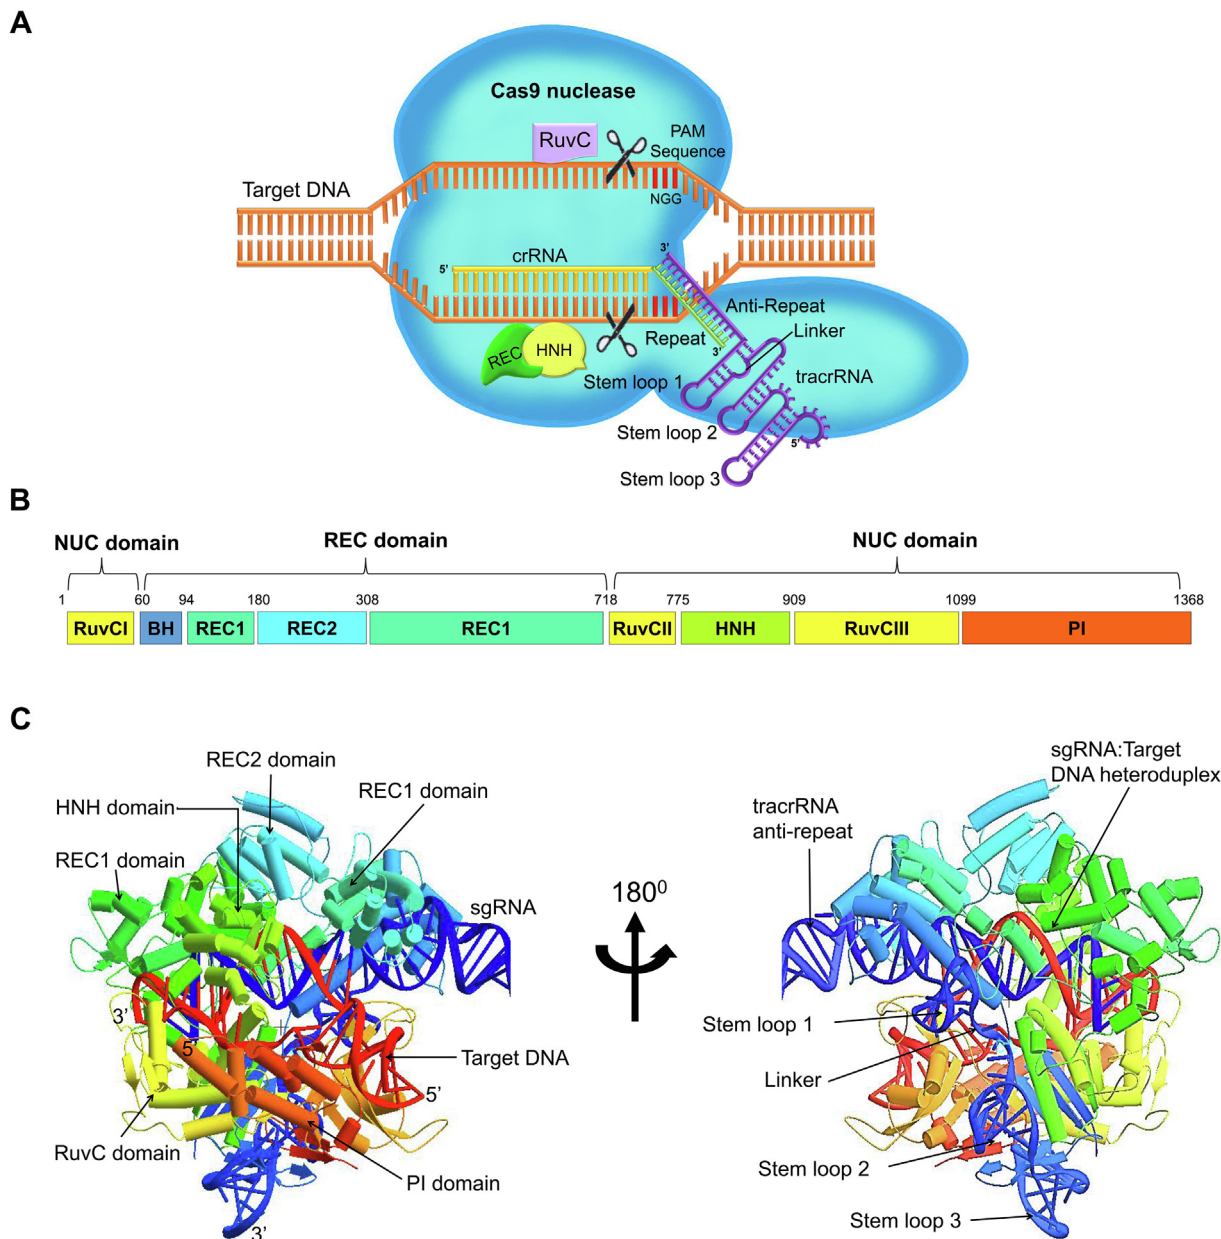 A
Cas9 nuclease
RuvC
PAM
Sequence
Target DNA
NGG
crRNA
5'
3'
Anti-Repeat
Linker
Repeat
3'
REC
HNH
Stem loop 1
tracrRNA
Stem loop 2
5'
Stem loop 3
B
NUC domain
REC domain
NUC domain
1 60 94 180 308 718 775 909 1099 1368
RuvCI BH REC1 REC2 REC1 RuvCII HNH RuvCIII PI
C
REC2 domain
REC1 domain
HNH domain
REC1 domain
sgRNA
3'
5'
Target DNA
5'
RuvC domain
PI domain
3'
180⁰
sgRNA:Target
DNA heteroduplex
tracrRNA
anti-repeat
Stem loop 1
Linker
Stem loop 2
Stem loop 3